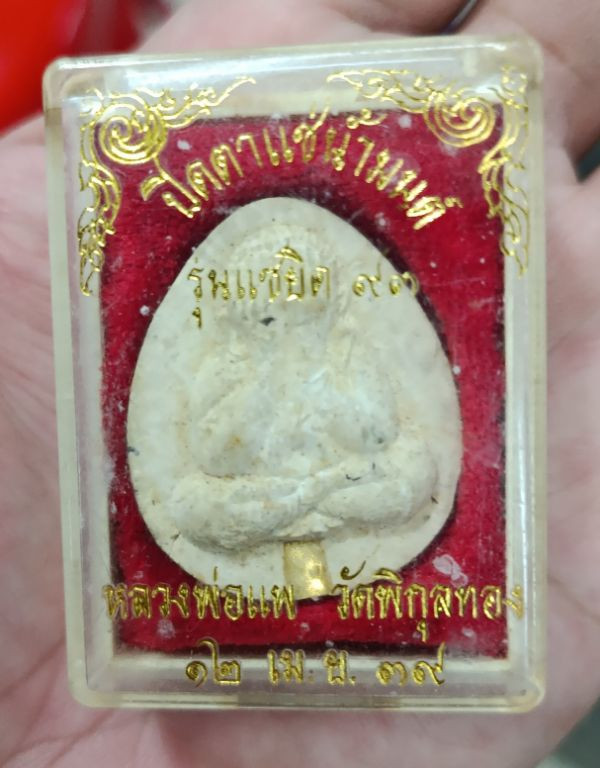 ปิดตาแช่น้ำมนต์
รุ่นแซยิด ๙๓
หลวงพ่อแพ วัดพิกุลทอง
๑๒ เม.ย. ๓๙